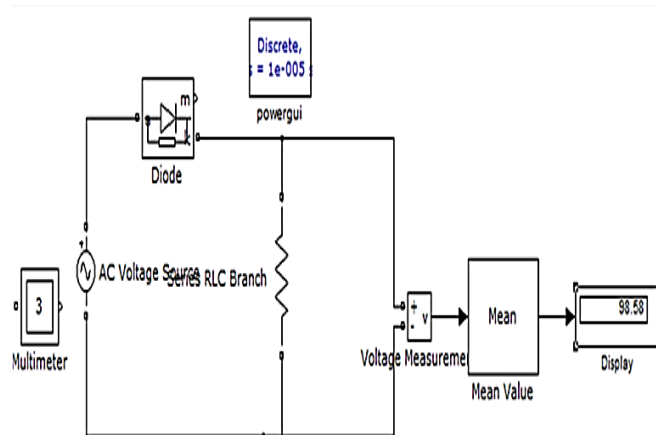 Discrete,
s = 1e-005 s
powergui
m
k
Diode
AC Voltage Source
Series RLC Branch
3
Multimeter
+
-
v
Voltage Measurement
Mean
Mean Value
98.58
Display